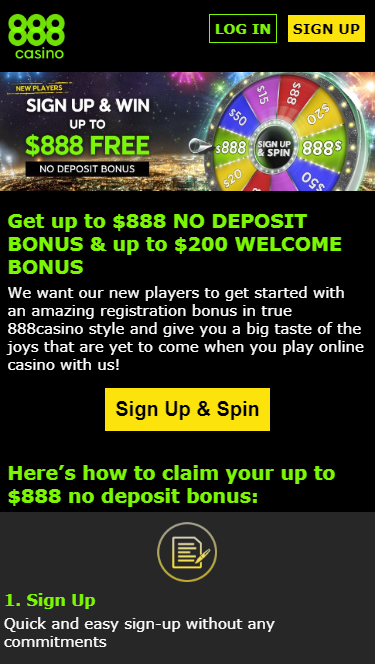 888
casino
LOG IN
SIGN UP
NEW PLAYERS
SIGN UP & WIN
UP TO
$888 FREE
NO DEPOSIT BONUS
$50
$15
$88
$20
$888
SIGN UP
& SPIN
888$
$20
$50
Get up to $888 NO DEPOSIT
BONUS & up to $200 WELCOME
BONUS
We want our new players to get started with
an amazing registration bonus in true
888casino style and give you a big taste of the
joys that are yet to come when you play online
casino with us!
Sign Up & Spin
Here’s how to claim your up to
$888 no deposit bonus:
1. Sign Up
Quick and easy sign-up without any
commitments